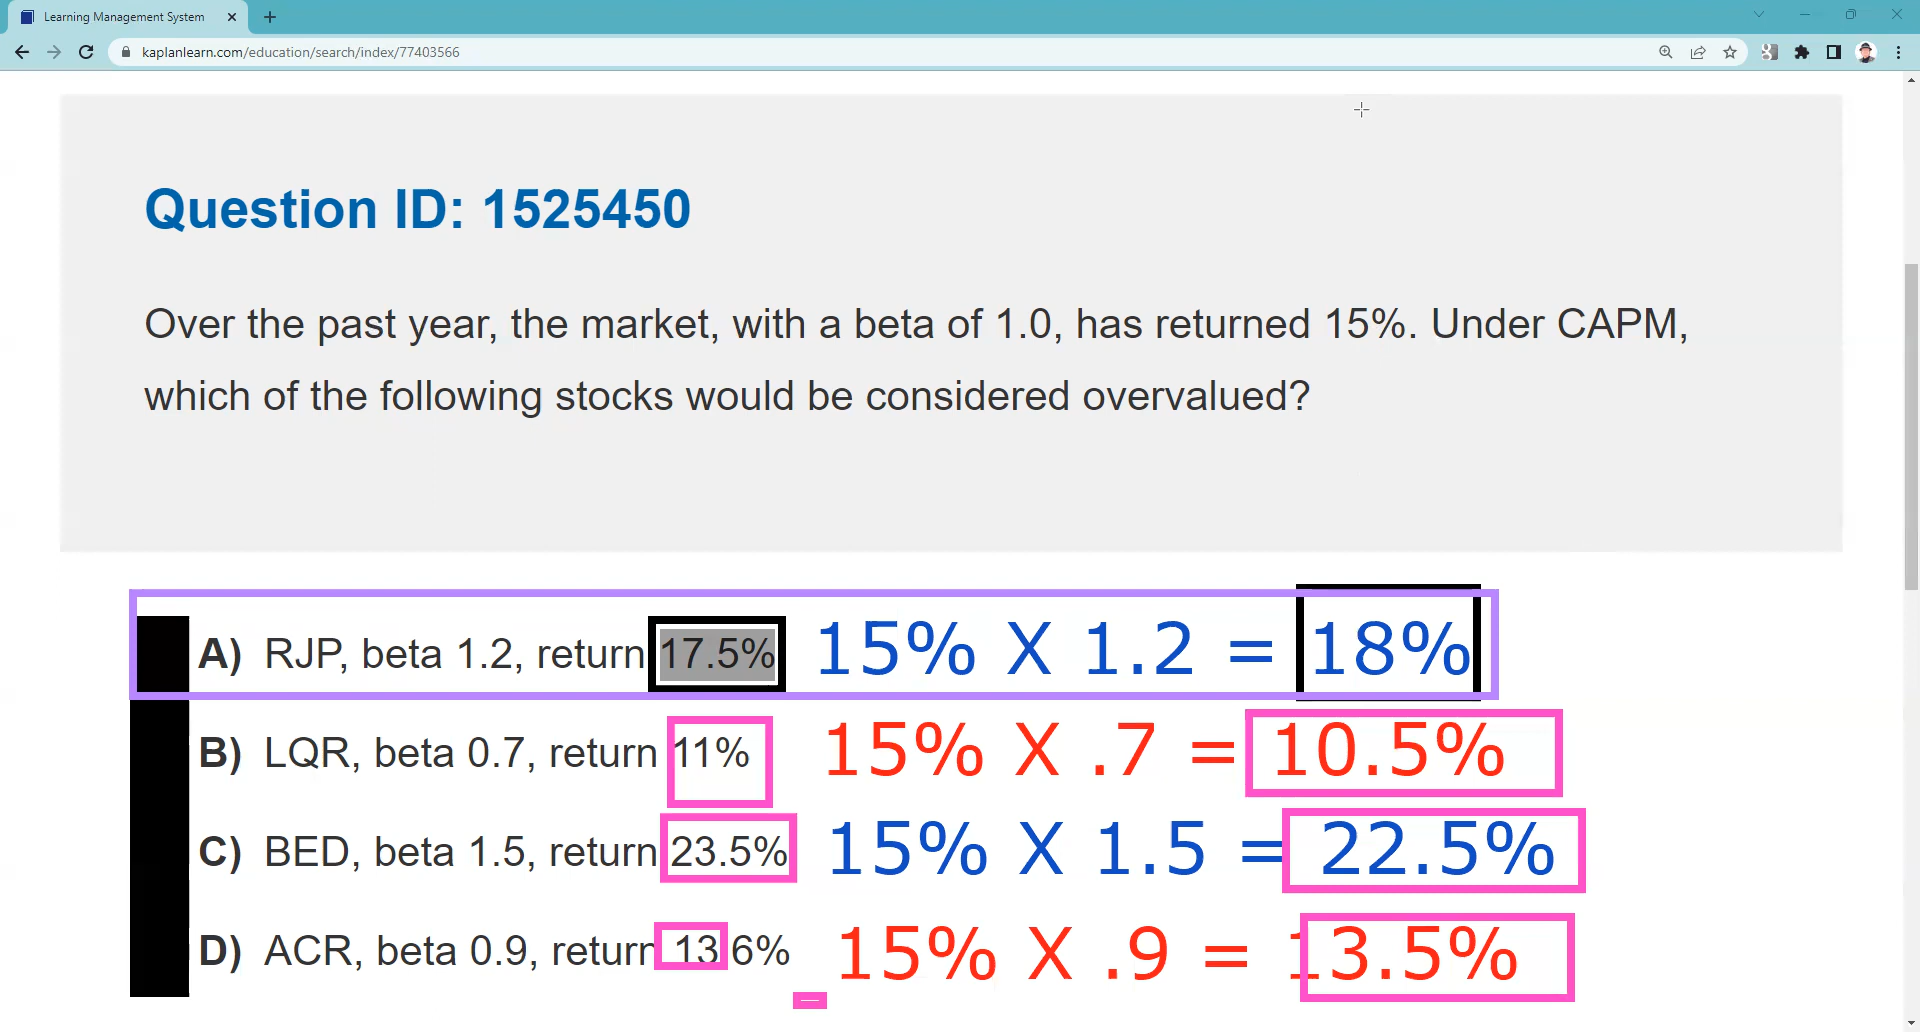 Learning Management System
kaplanlearn.com/education/search/index/77403566
Question ID: 1525450
Over the past year, the market, with a beta of 1.0, has returned 15%. Under CAPM,
which of the following stocks would be considered overvalued?
A) RJP, beta 1.2, return 17.5% 15% X 1.2 = 18%
B) LQR, beta 0.7, return 11% 15% X .7 = 10.5%
C) BED, beta 1.5, return 23.5% 15% X 1.5 = 22.5%
D) ACR, beta 0.9, return 13.6% 15% X .9 = 13.5%